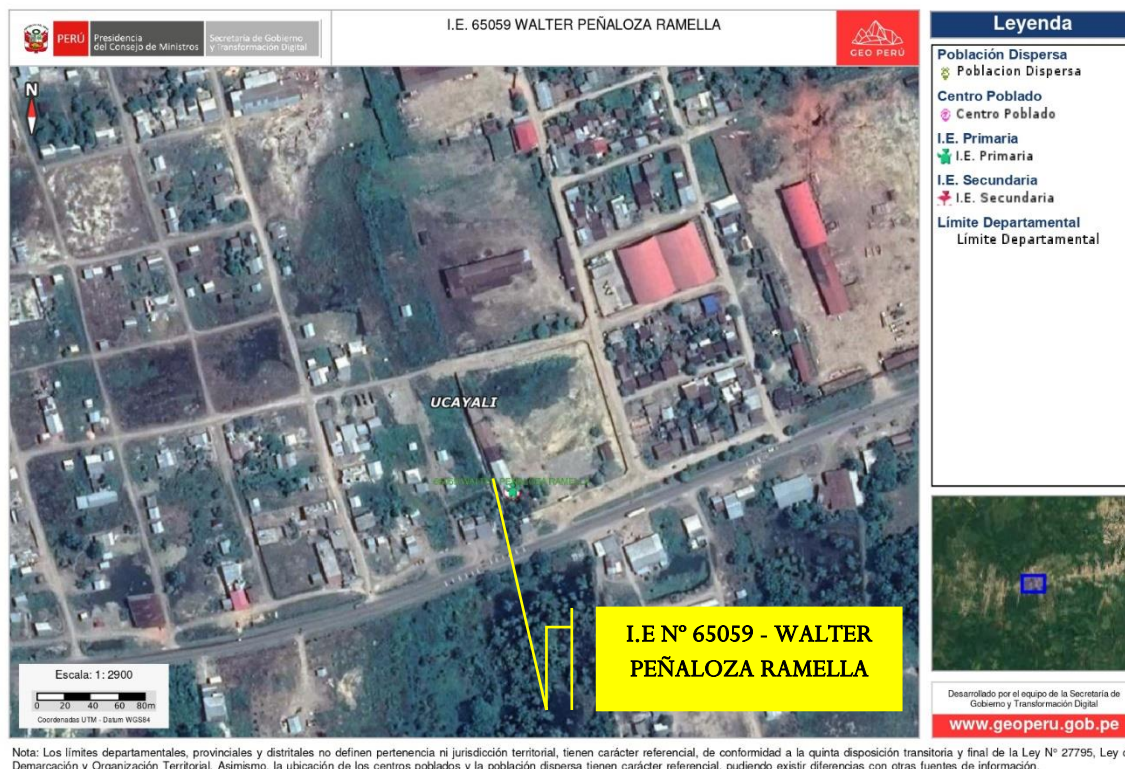 PERÚ
Presidencia
del Consejo de Ministros
Secretaría de Gobierno
y Transformación Digital
I.E. 65059 WALTER PEÑALOZA RAMELLA
GEO PERÚ
N
UCAYALI
PEÑALOZA RAMELLA
I.E Nº 65059 - WALTER
PEÑALOZA RAMELLA
Escala: 1: 2900
0 20 40 60 80m
Coordenadas UTM - Datum WGS84
Leyenda
Población Dispersa
Poblacion Dispersa
Centro Poblado
Centro Poblado
I.E. Primaria
I.E. Primaria
I.E. Secundaria
I.E. Secundaria
Límite Departamental
Límite Departamental
Desarrollado por el equipo de la Secretaría de
Gobierno y Transformación Digital
www.geoperu.gob.pe
Nota: Los límites departamentales, provinciales y distritales no definen pertenencia ni jurisdicción territorial, tienen carácter referencial, de conformidad a la quinta disposición transitoria y final de la Ley N° 27795, Ley
Demarcación y Organización Territorial. Asimismo, la ubicación de los centros poblados y la población dispersa tienen carácter referencial, pudiendo existir diferencias con otras fuentes de información.